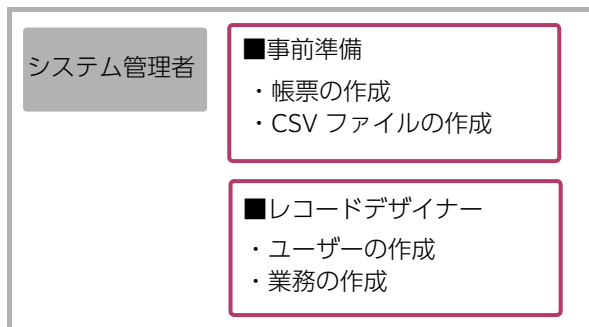 システム管理者
■事前準備
・帳票の作成
・CSV ファイルの作成
■レコードデザイナー
・ユーザーの作成
・業務の作成